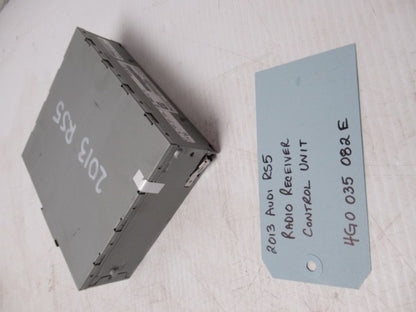 2013 RS5
2013 AUDI RS5
RADIO RECEIVER
CONTROL UNIT
4G0 035 082 E